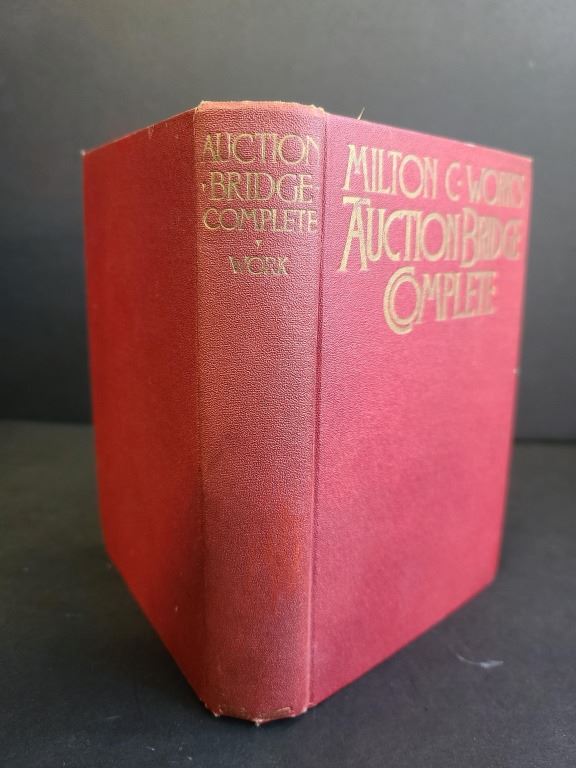 AUCTION
·BRIDGE·
COMPLETE
WORK
MILTON C·WORK'S
AUCTION BRIDGE
COMPLETE